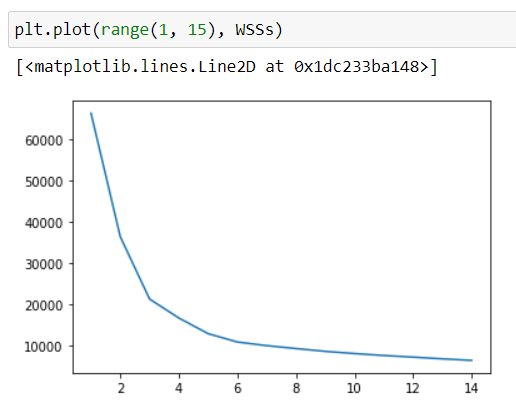 plt.plot(range(1, 15), WSSs)
[<matplotlib.lines.Line2D at 0x1dc233ba148>]
60000
50000
40000
30000
20000
10000
2 4 6 8 10 12 14